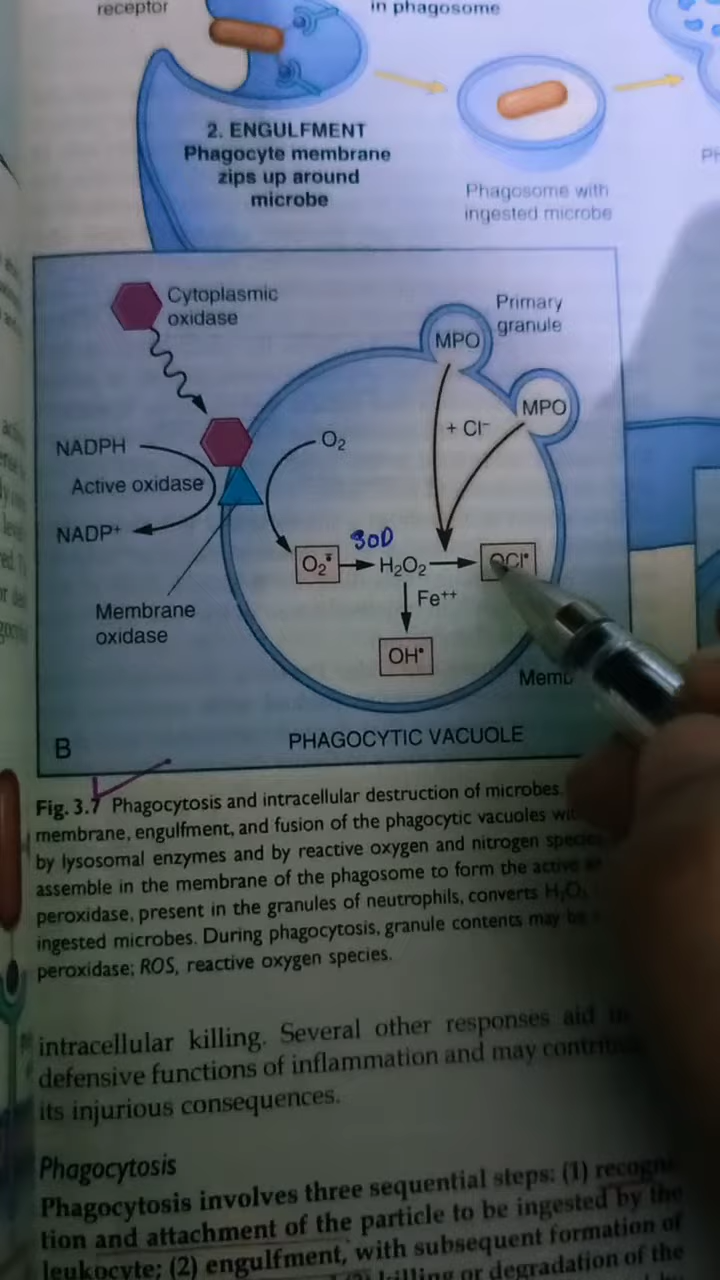 receptor
in phagosome
2. ENGULFMENT
Phagocyte membrane
zips up around
microbe
Phagosome with
ingested microbe
Cytoplasmic
oxidase
Primary
granule
MPO
MPO
+ Cl⁻
NADPH
O₂
Active oxidase
NADP⁺
SOD
O₂•̄
H₂O₂
OCl•
Fe⁺⁺
Membrane
oxidase
OH•
B
PHAGOCYTIC VACUOLE
Fig. 3.7 Phagocytosis and intracellular destruction of microbes.
membrane, engulfment, and fusion of the phagocytic vacuoles
by lysosomal enzymes and by reactive oxygen and nitrogen
assemble in the membrane of the phagosome to form the active
peroxidase, present in the granules of neutrophils, converts H₂O₂
ingested microbes. During phagocytosis, granule contents may be
peroxidase; ROS, reactive oxygen species.
intracellular killing. Several other responses aid
defensive functions of inflammation and may
its injurious consequences.
Phagocytosis
Phagocytosis involves three sequential steps: (1) recogni-
tion and attachment of the particle to be ingested by the
leukocyte; (2) engulfment, with subsequent formation of
killing or degradation of the